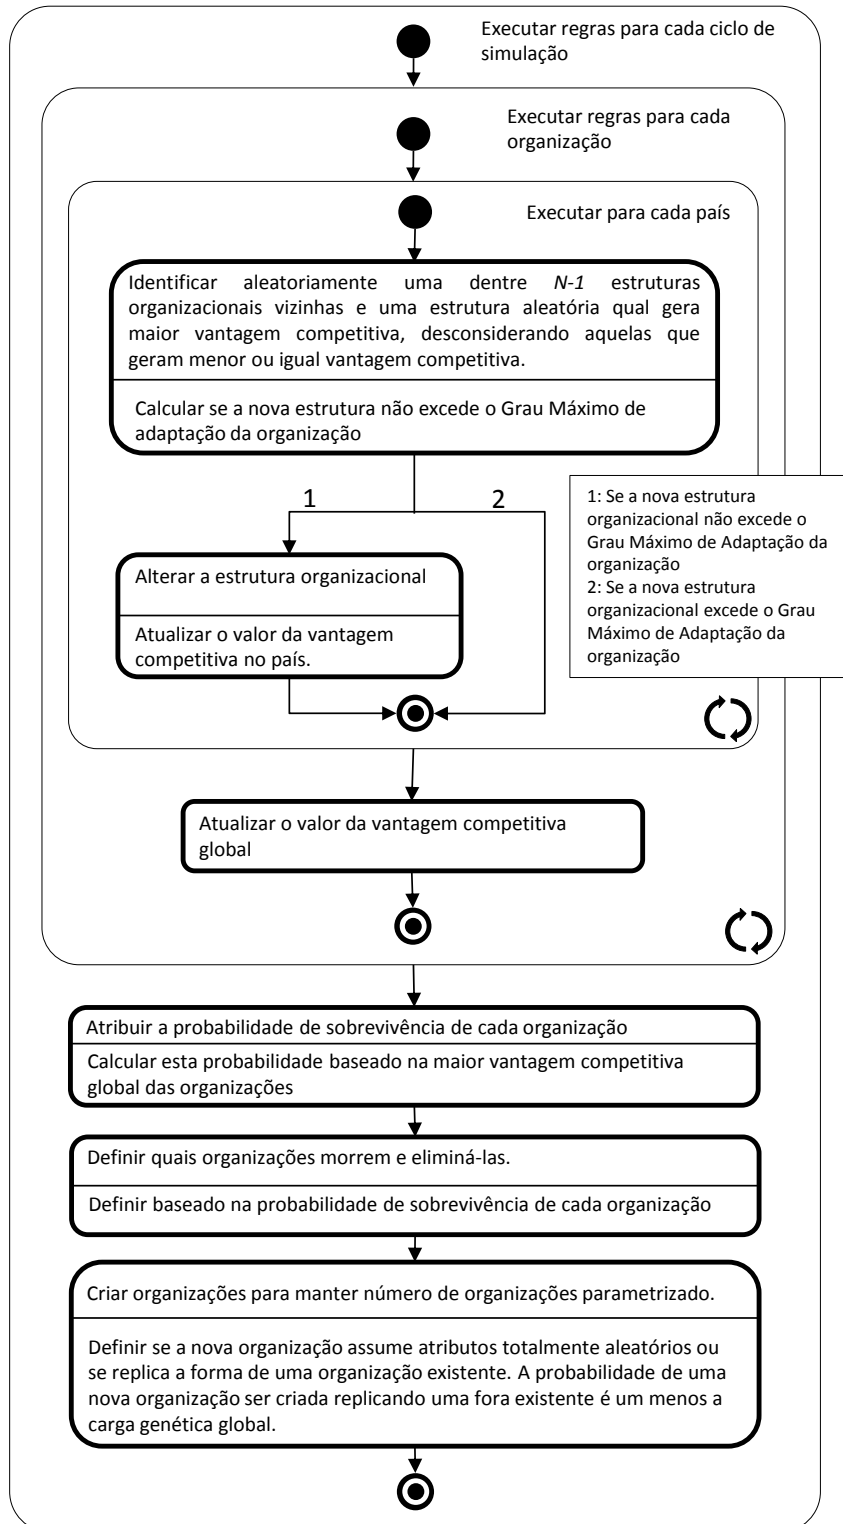 Executar regras para cada ciclo de
simulação
Executar regras para cada
organização
Executar para cada país
Identificar aleatoriamente uma dentre N-1 estruturas
organizacionais vizinhas e uma estrutura aleatória qual gera
maior vantagem competitiva, desconsiderando aquelas que
geram menor ou igual vantagem competitiva.
Calcular se a nova estrutura não excede o Grau Máximo de
adaptação da organização
1
2
1: Se a nova estrutura
organizacional não excede o
Grau Máximo de Adaptação da
organização
2: Se a nova estrutura
organizacional excede o Grau
Máximo de Adaptação da
organização
Alterar a estrutura organizacional
Atualizar o valor da vantagem
competitiva no país.
Atualizar o valor da vantagem competitiva
global
Atribuir a probabilidade de sobrevivência de cada organização
Calcular esta probabilidade baseado na maior vantagem competitiva
global das organizações
Definir quais organizações morrem e eliminá-las.
Definir baseado na probabilidade de sobrevivência de cada organização
Criar organizações para manter número de organizações parametrizado.
Definir se a nova organização assume atributos totalmente aleatórios ou
se replica a forma de uma organização existente. A probabilidade de uma
nova organização ser criada replicando uma fora existente é um menos a
carga genética global.